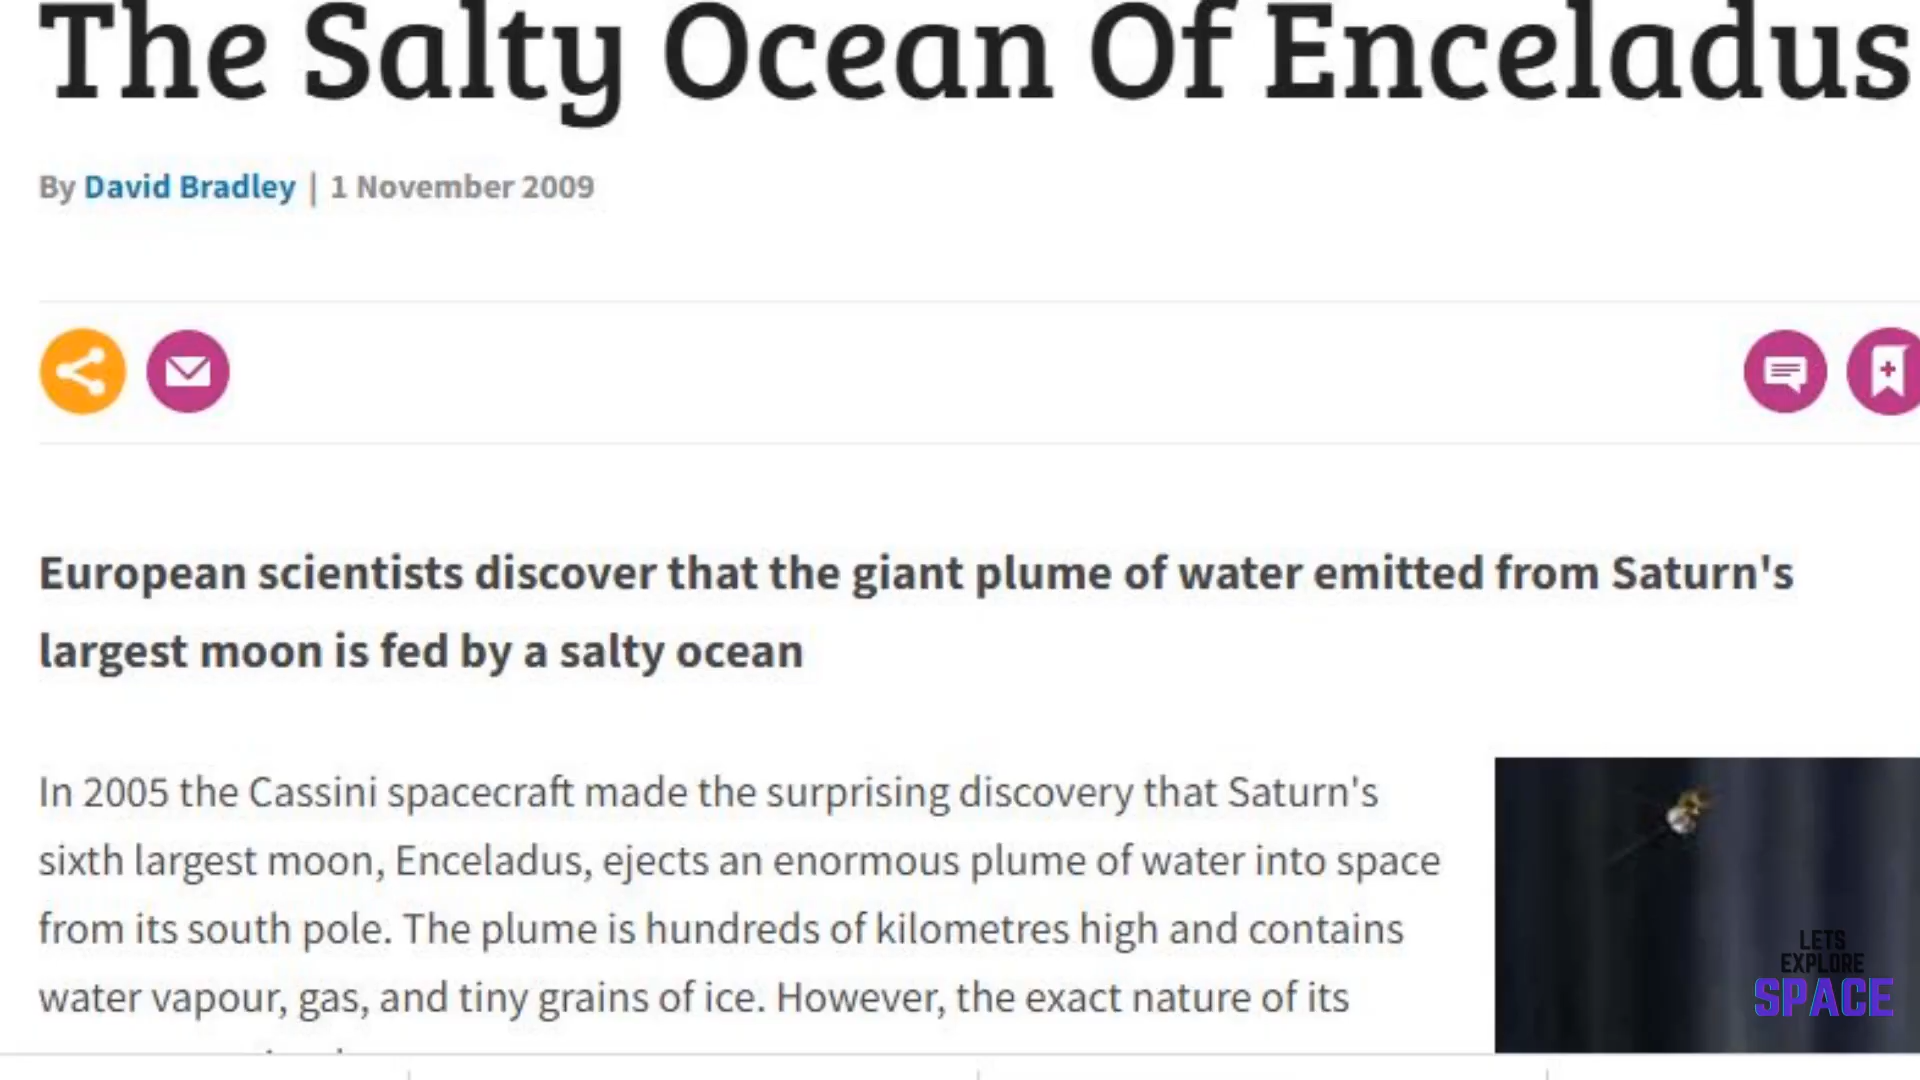 The Salty Ocean Of Enceladus
By David Bradley | 1 November 2009
European scientists discover that the giant plume of water emitted from Saturn's
largest moon is fed by a salty ocean
In 2005 the Cassini spacecraft made the surprising discovery that Saturn's
sixth largest moon, Enceladus, ejects an enormous plume of water into space
from its south pole. The plume is hundreds of kilometres high and contains
water vapour, gas, and tiny grains of ice. However, the exact nature of its
LETS
EXPLORE
SPACE